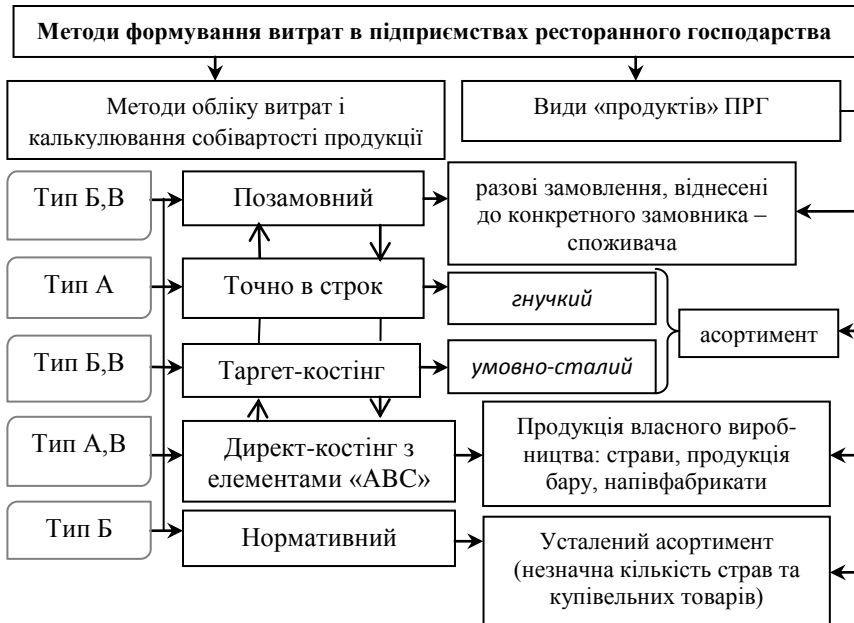 Методи формування витрат в підприємствах ресторанного господарства
Методи обліку витрат і
калькулювання собівартості продукції
Види «продуктів» ПРГ
Тип Б,В
Позамовний
разові замовлення, віднесені
до конкретного замовника –
споживача
Тип А
Точно в строк
гнучкий
асортимент
Тип Б,В
Таргет-костінг
умовно-сталий
Тип А,В
Директ-костінг з
елементами «АВС»
Продукція власного вироб-
ництва: страви, продукція
бару, напівфабрикати
Тип Б
Нормативний
Усталений асортимент
(незначна кількість страв та
купівельних товарів)